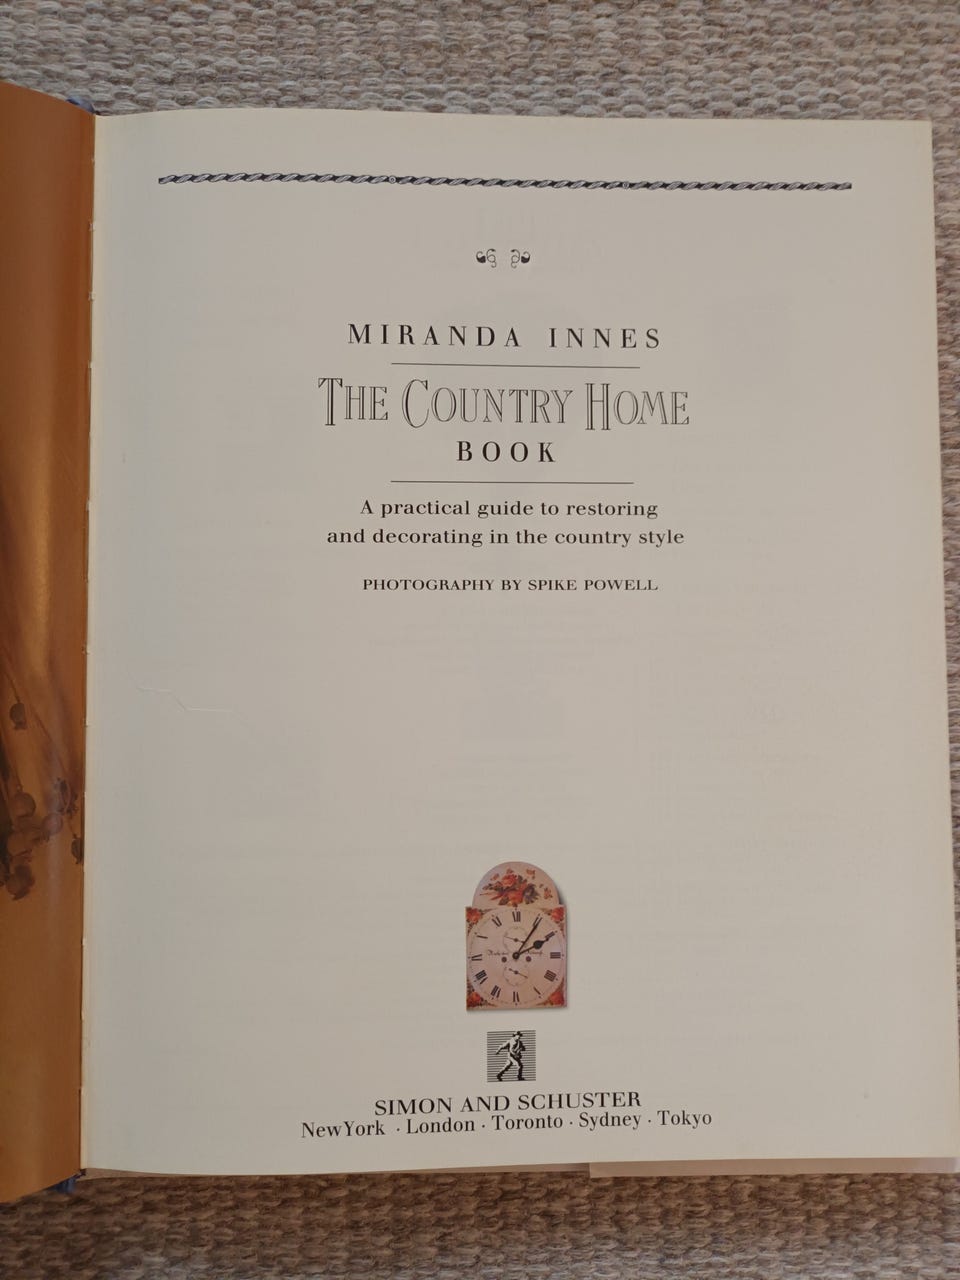 MIRANDA INNES
THE COUNTRY HOME
BOOK
A practical guide to restoring
and decorating in the country style
PHOTOGRAPHY BY SPIKE POWELL
SIMON AND SCHUSTER
NewYork · London · Toronto · Sydney · Tokyo